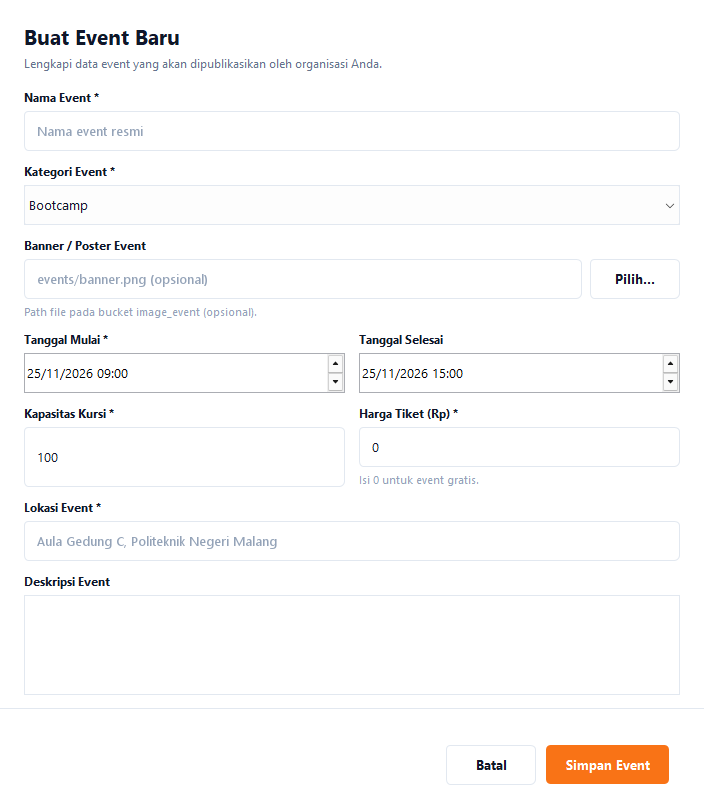 Buat Event Baru
Lengkapi data event yang akan dipublikasikan oleh organisasi Anda.
Nama Event *
Nama event resmi
Kategori Event *
Bootcamp
Banner / Poster Event
events/banner.png (opsional)
Pilih...
Path file pada bucket image_event (opsional).
Tanggal Mulai *
Tanggal Selesai
25/11/2026 09:00
25/11/2026 15:00
Kapasitas Kursi *
Harga Tiket (Rp) *
100
0
Isi 0 untuk event gratis.
Lokasi Event *
Aula Gedung C, Politeknik Negeri Malang
Deskripsi Event
Batal
Simpan Event